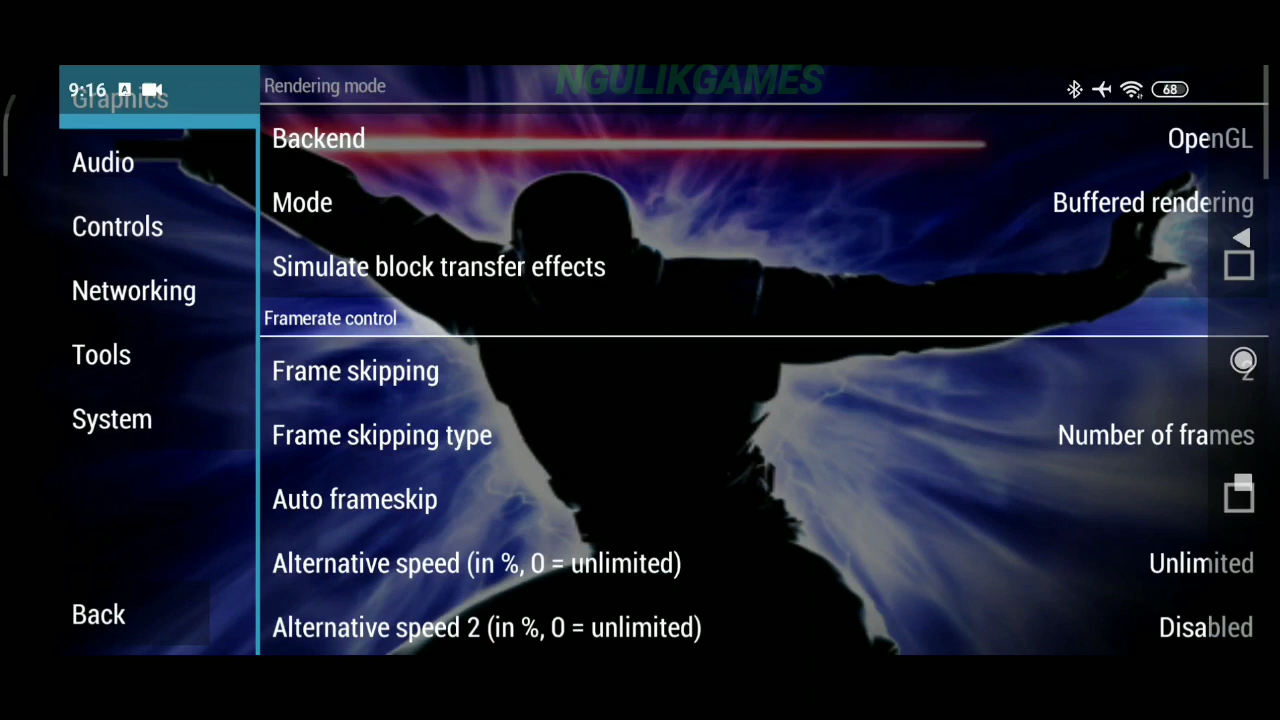 NGULIKGAMES
9:16
68
Graphics
Audio
Controls
Networking
Tools
System
Back
Rendering mode
Backend OpenGL
Mode Buffered rendering
Simulate block transfer effects
Framerate control
Frame skipping 2
Frame skipping type Number of frames
Auto frameskip
Alternative speed (in %, 0 = unlimited) Unlimited
Alternative speed 2 (in %, 0 = unlimited) Disabled